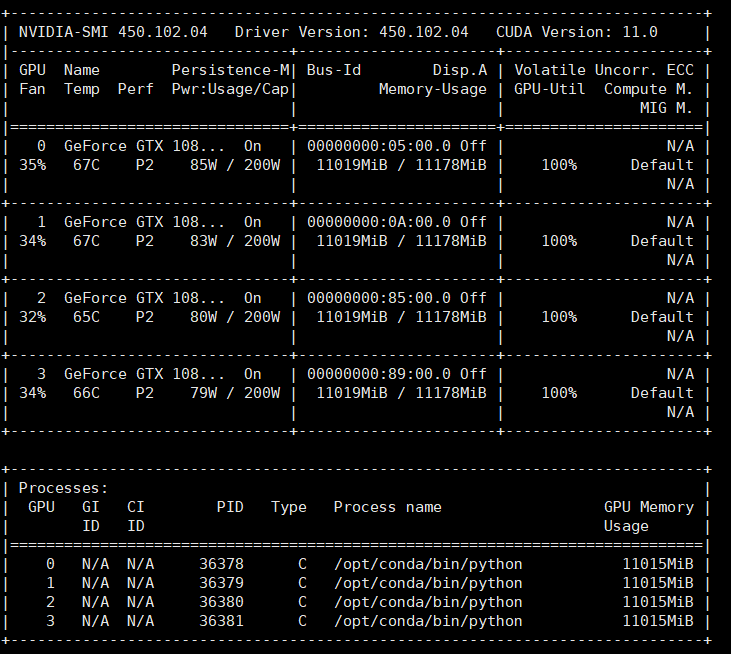 +-----------------------------------------------------------------------------+
| NVIDIA-SMI 450.102.04   Driver Version: 450.102.04   CUDA Version: 11.0     |
|-------------------------------+----------------------+----------------------+
| GPU  Name        Persistence-M| Bus-Id        Disp.A | Volatile Uncorr. ECC |
| Fan  Temp  Perf  Pwr:Usage/Cap|         Memory-Usage | GPU-Util  Compute M. |
|                               |                      |               MIG M. |
|===============================+======================+======================|
|   0  GeForce GTX 108...  On   | 00000000:05:00.0 Off |                  N/A |
| 35%   67C    P2    85W / 200W |  11019MiB / 11178MiB |    100%      Default |
|                               |                      |                  N/A |
+-------------------------------+----------------------+----------------------+
|   1  GeForce GTX 108...  On   | 00000000:0A:00.0 Off |                  N/A |
| 34%   67C    P2    83W / 200W |  11019MiB / 11178MiB |    100%      Default |
|                               |                      |                  N/A |
+-------------------------------+----------------------+----------------------+
|   2  GeForce GTX 108...  On   | 00000000:85:00.0 Off |                  N/A |
| 32%   65C    P2    80W / 200W |  11019MiB / 11178MiB |    100%      Default |
|                               |                      |                  N/A |
+-------------------------------+----------------------+----------------------+
|   3  GeForce GTX 108...  On   | 00000000:89:00.0 Off |                  N/A |
| 34%   66C    P2    79W / 200W |  11019MiB / 11178MiB |    100%      Default |
|                               |                      |                  N/A |
+-------------------------------+----------------------+----------------------+

+-----------------------------------------------------------------------------+
| Processes:                                                                  |
|  GPU   GI   CI        PID   Type   Process name                  GPU Memory |
|        ID   ID                                                   Usage      |
|=============================================================================|
|    0   N/A  N/A     36378      C   /opt/conda/bin/python           11015MiB |
|    1   N/A  N/A     36379      C   /opt/conda/bin/python           11015MiB |
|    2   N/A  N/A     36380      C   /opt/conda/bin/python           11015MiB |
|    3   N/A  N/A     36381      C   /opt/conda/bin/python           11015MiB |
+-----------------------------------------------------------------------------+